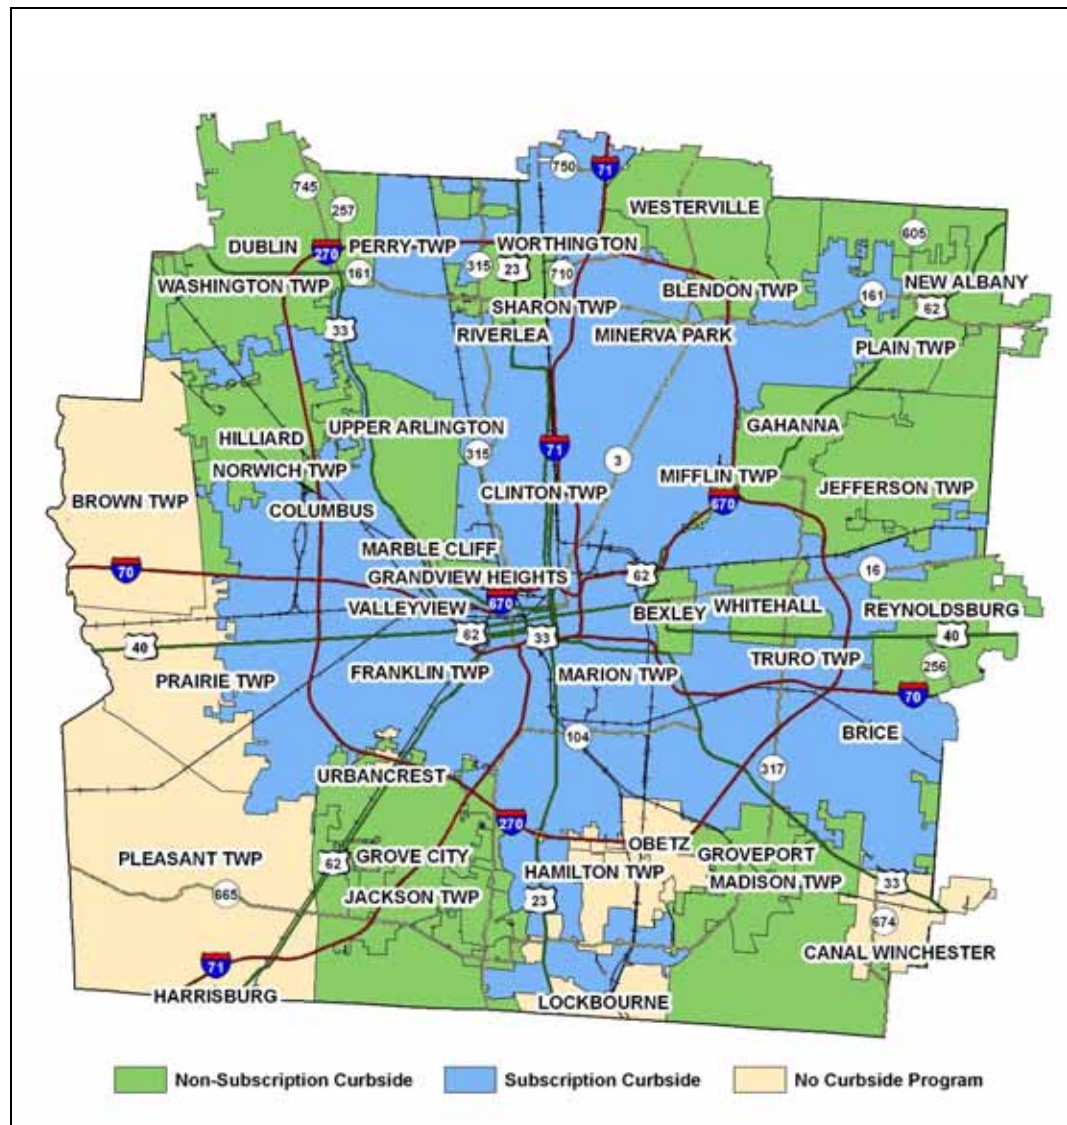 750
71
745
257
WESTERVILLE
605
DUBLIN
270
PERRY TWP
WORTHINGTON
161
315
23
710
WASHINGTON TWP
BLENDON TWP
161
NEW ALBANY
62
SHARON TWP
33
RIVERLEA
MINERVA PARK
PLAIN TWP
UPPER ARLINGTON
GAHANNA
HILLIARD
315
71
3
NORWICH TWP
MIFFLIN TWP
BROWN TWP
COLUMBUS
CLINTON TWP
670
JEFFERSON TWP
MARBLE CLIFF
70
GRANDVIEW HEIGHTS
62
16
VALLEYVIEW
670
BEXLEY
WHITEHALL
REYNOLDSBURG
40
62
33
40
PRAIRIE TWP
FRANKLIN TWP
MARION TWP
TRURO TWP
256
70
104
BRICE
URBANCREST
317
270
OBETZ
PLEASANT TWP
62
GROVE CITY
HAMILTON TWP
GROVEPORT
665
JACKSON TWP
23
MADISON TWP
33
674
71
CANAL WINCHESTER
HARRISBURG
LOCKBOURNE
Non-Subscription Curbside
Subscription Curbside
No Curbside Program